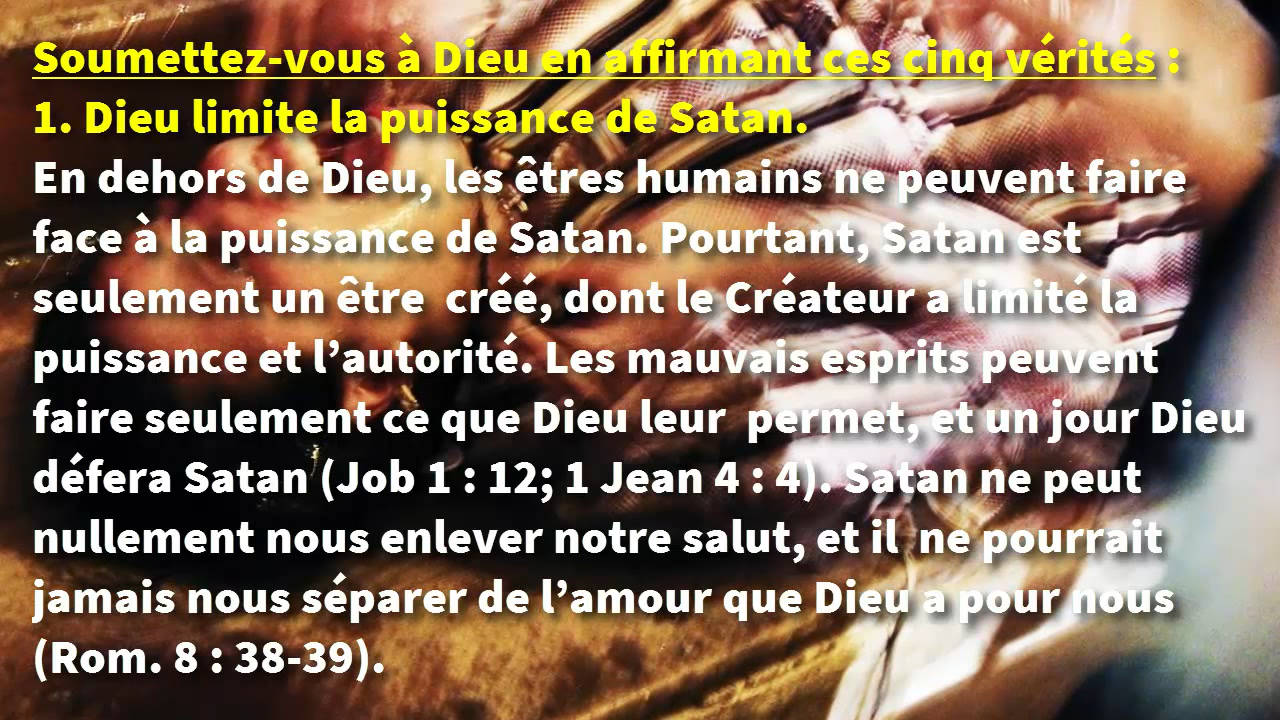 Soumettez-vous à Dieu en affirmant ces cinq vérités :
1. Dieu limite la puissance de Satan.
En dehors de Dieu, les êtres humains ne peuvent faire
face à la puissance de Satan. Pourtant, Satan est
seulement un être  créé, dont le Créateur a limité la
puissance et l’autorité. Les mauvais esprits peuvent
faire seulement ce que Dieu leur  permet, et un jour Dieu
défera Satan (Job 1 : 12; 1 Jean 4 : 4). Satan ne peut
nullement nous enlever notre salut, et il  ne pourrait
jamais nous séparer de l’amour que Dieu a pour nous
(Rom. 8 : 38-39).